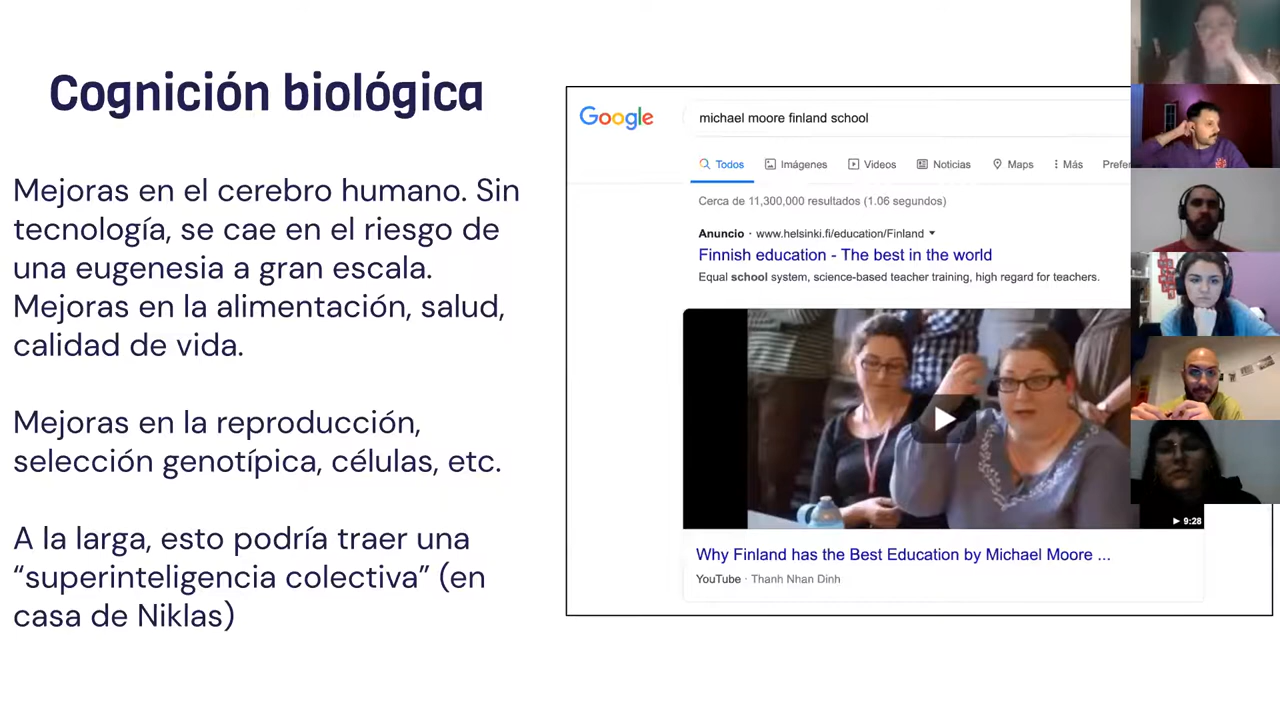 Cognición biológica
Mejoras en el cerebro humano. Sin
tecnología, se cae en el riesgo de
una eugenesia a gran escala.
Mejoras en la alimentación, salud,
calidad de vida.
Mejoras en la reproducción,
selección genotípica, células, etc.
A la larga, esto podría traer una
“superinteligencia colectiva” (en
casa de Niklas)
Google
michael moore finland school
Todos Imágenes Videos Noticias Maps Más Prefer
Cerca de 11,300,000 resultados (1.06 segundos)
Anuncio · www.helsinki.fi/education/Finland
Finnish education - The best in the world
Equal school system, science-based teacher training, high regard for teachers.
9:28
Why Finland has the Best Education by Michael Moore ...
YouTube · Thanh Nhan Dinh